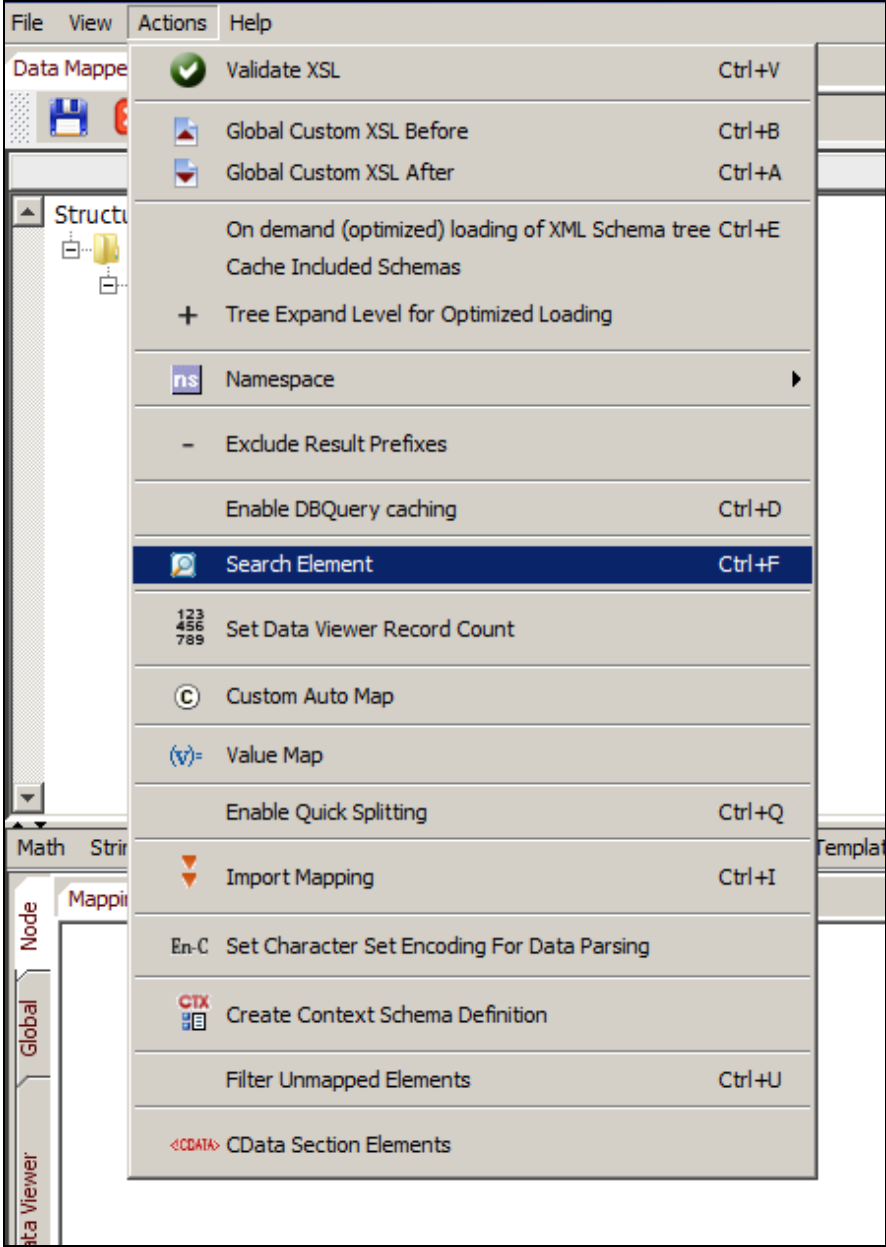 File View Actions Help
Data Mappe
Validate XSL Ctrl+V
Global Custom XSL Before Ctrl+B
Global Custom XSL After Ctrl+A
Structu
On demand (optimized) loading of XML Schema tree Ctrl+E
Cache Included Schemas
+ Tree Expand Level for Optimized Loading
ns Namespace
- Exclude Result Prefixes
Enable DBQuery caching Ctrl+D
Search Element Ctrl+F
123
456
789
Set Data Viewer Record Count
© Custom Auto Map
(v)= Value Map
Enable Quick Splitting Ctrl+Q
Math Strin
Templat
Import Mapping Ctrl+I
Mappin
Node
En-C Set Character Set Encoding For Data Parsing
CTX Create Context Schema Definition
Global
Filter Unmapped Elements Ctrl+U
<CDATA> CData Section Elements
ata Viewer